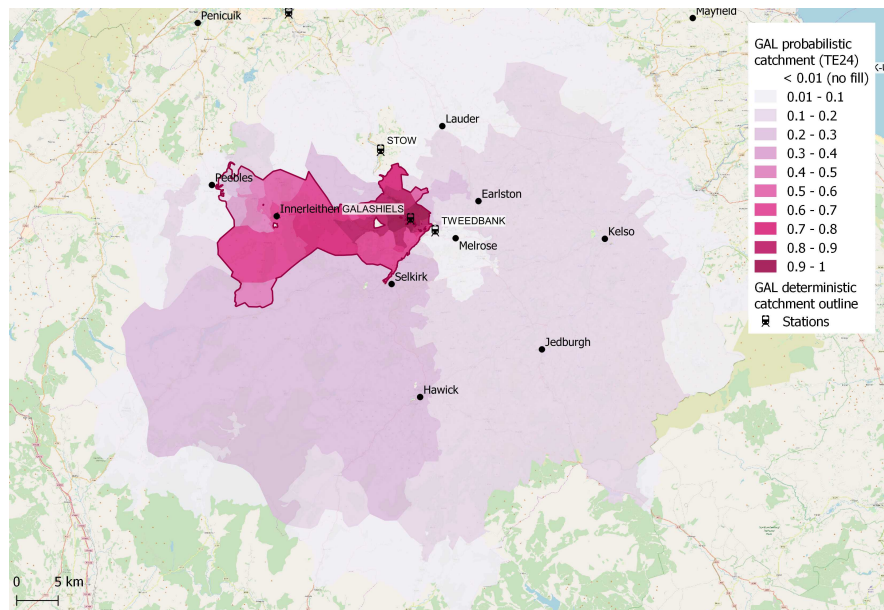 Penicuik
Mayfield
GAL probabilistic
catchment (TE24)
< 0.01 (no fill)
0.01 - 0.1
0.1 - 0.2
0.2 - 0.3
0.3 - 0.4
0.4 - 0.5
0.5 - 0.6
0.6 - 0.7
0.7 - 0.8
0.8 - 0.9
0.9 - 1
GAL deterministic
catchment outline
Stations
Lauder
STOW
Peebles
Earlston
Innerleithen
GALASHIELS
TWEEDBANK
Melrose
Kelso
Selkirk
Jedburgh
Hawick
0 5 km